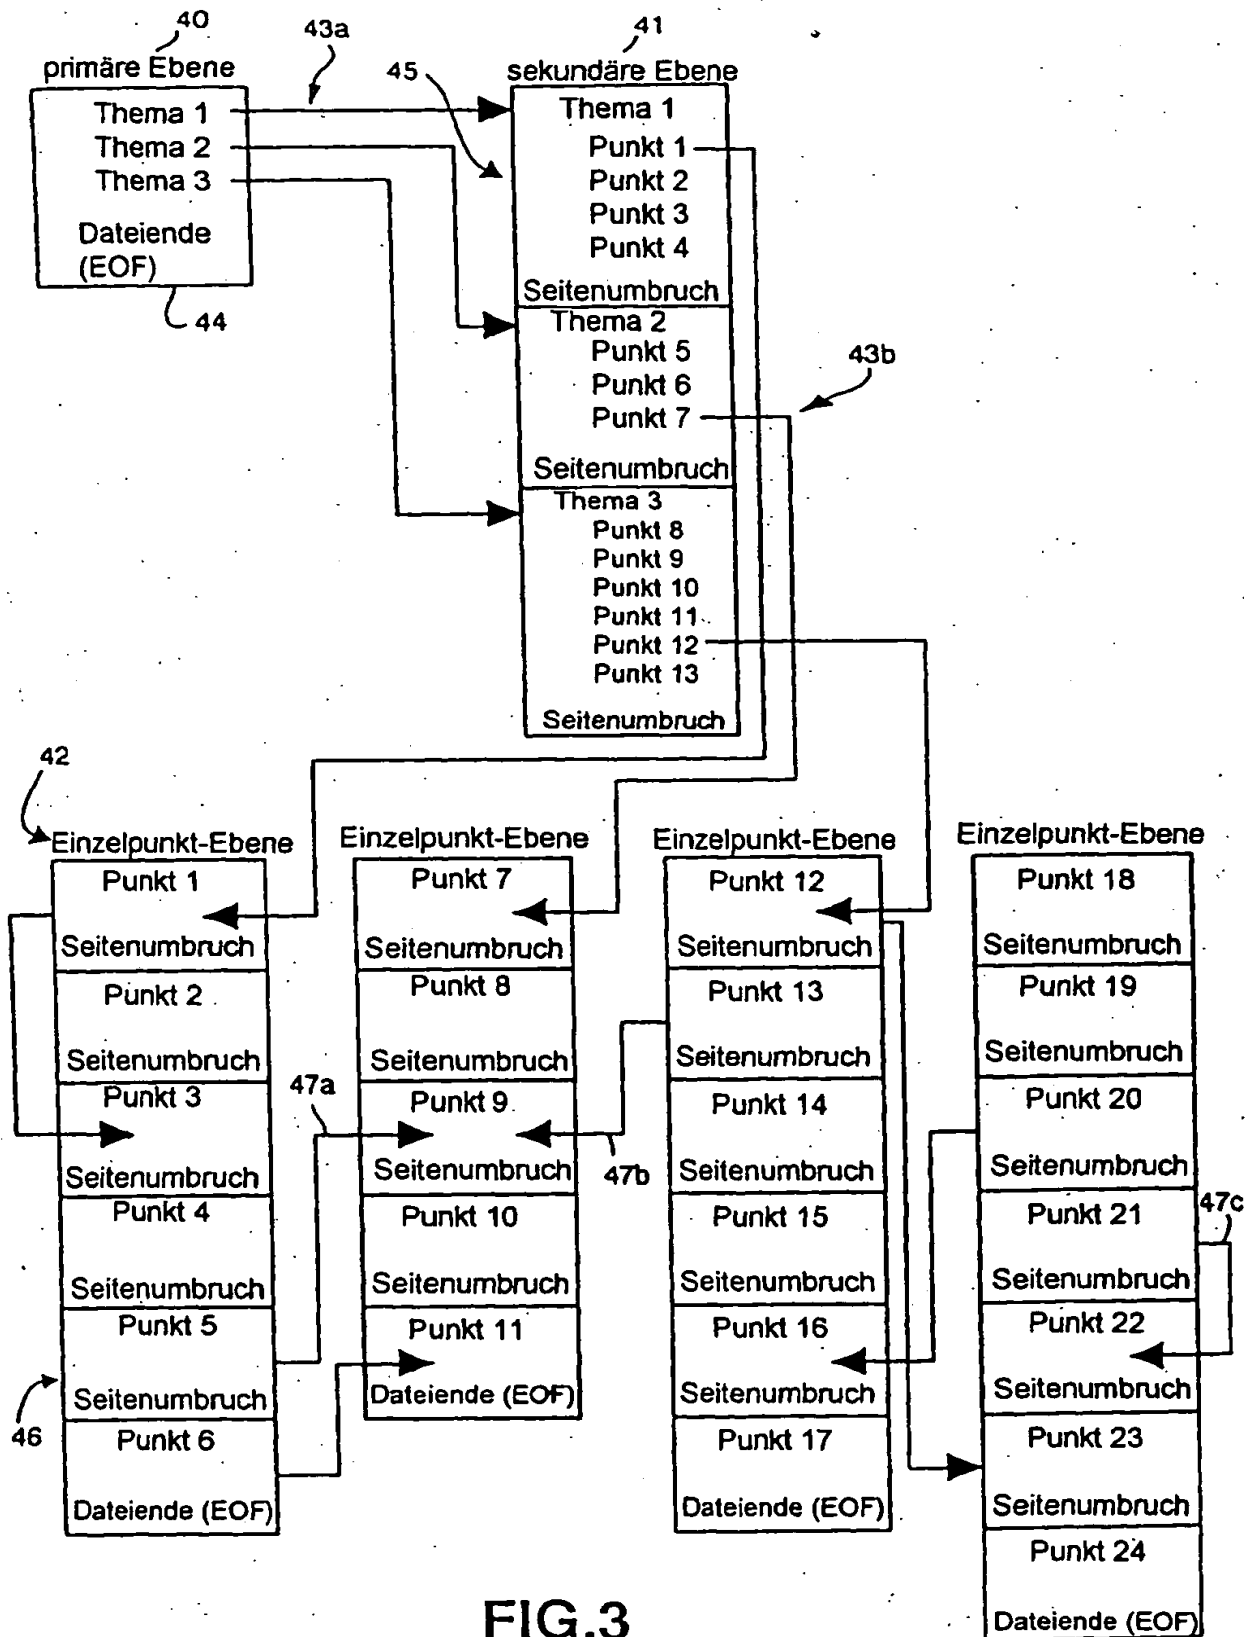 40
primäre Ebene
Thema 1
Thema 2
Thema 3
Dateiende
(EOF)
44
43a
41
sekundäre Ebene
45
Thema 1
Punkt 1
Punkt 2
Punkt 3
Punkt 4
Seitenumbruch
Thema 2
Punkt 5
Punkt 6
Punkt 7
Seitenumbruch
43b
Thema 3
Punkt 8
Punkt 9
Punkt 10
Punkt 11
Punkt 12
Punkt 13
Seitenumbruch
42
Einzelpunkt-Ebene
Punkt 1
Seitenumbruch
Punkt 2
Seitenumbruch
Punkt 3
Seitenumbruch
Punkt 4
Seitenumbruch
Punkt 5
Seitenumbruch
46
Punkt 6
Dateiende (EOF)
47a
Einzelpunkt-Ebene
Punkt 7
Seitenumbruch
Punkt 8
Seitenumbruch
Punkt 9
Seitenumbruch
Punkt 10
Seitenumbruch
Punkt 11
Dateiende (EOF)
47b
Einzelpunkt-Ebene
Punkt 12
Seitenumbruch
Punkt 13
Seitenumbruch
Punkt 14
Seitenumbruch
Punkt 15
Seitenumbruch
Punkt 16
Seitenumbruch
Punkt 17
Dateiende (EOF)
Einzelpunkt-Ebene
Punkt 18
Seitenumbruch
Punkt 19
Seitenumbruch
Punkt 20
Seitenumbruch
Punkt 21
Seitenumbruch
47c
Punkt 22
Seitenumbruch
Punkt 23
Seitenumbruch
Punkt 24
Dateiende (EOF)
FIG.3